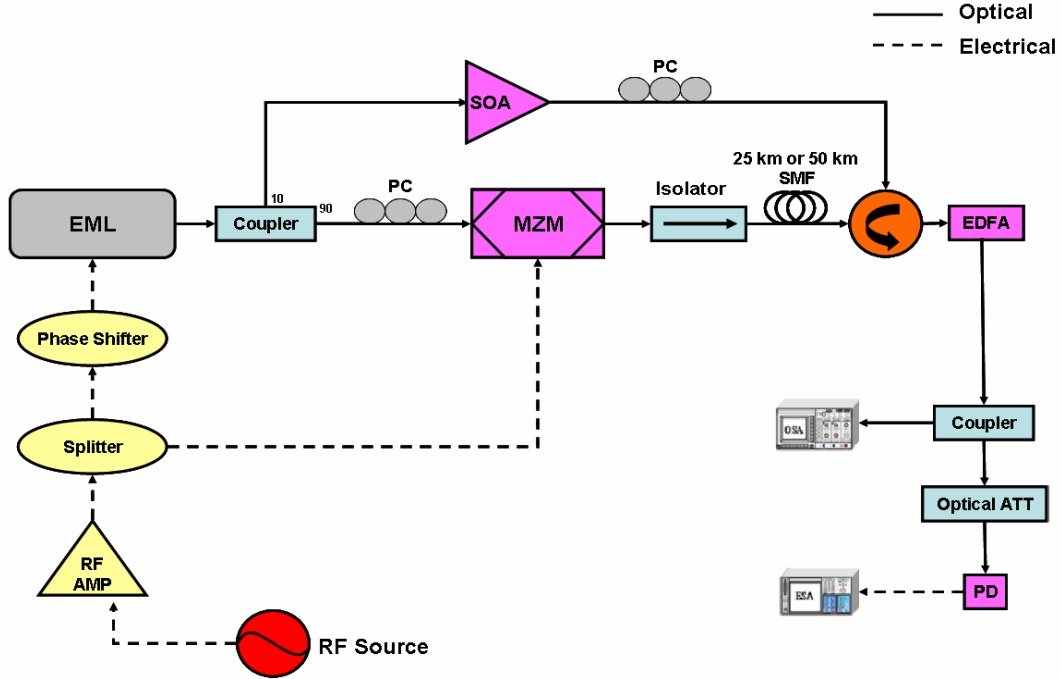 Optical
Electrical
PC
SOA
25 km or 50 km
SMF
PC
Isolator
10
90
EML
Coupler
MZM
EDFA
Phase Shifter
Splitter
OSA
Coupler
Optical ATT
RF
AMP
ESA
PD
RF Source